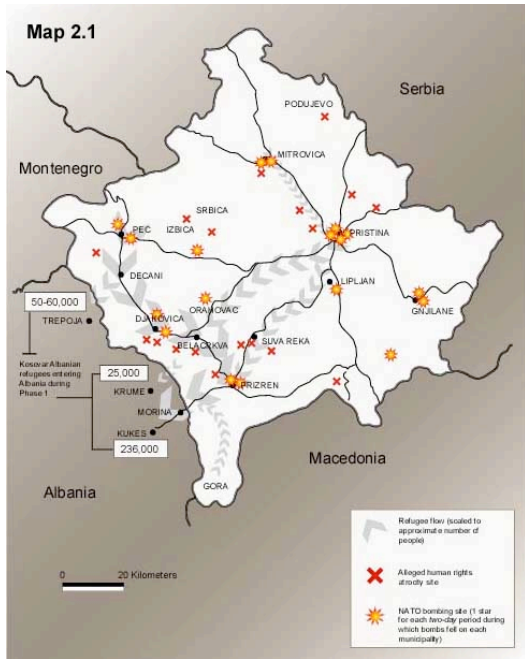 Map 2.1
Serbia
PODUJEVO
MITROVICA
Montenegro
SRBICA
IZBICA
PEC
PRISTINA
DECANI
LIPLJAN
50-60,000
ORAHOVAC
GNJILANE
TREPOJA
DJAKOVICA
BELA CRKVA
SUVA REKA
Kosovar Albanian
refugees entering
Albania during
Phase 1
25,000
KRUME
PRIZREN
MORINA
KUKES
236,000
Macedonia
Albania
GORA
Refugee flow (scaled to
approximate number of
people)
Alleged human rights
atrocity site
NATO bombing site (1 star
for each two-day period during
which bombs fell on each
municipality)
0 20 Kilometers